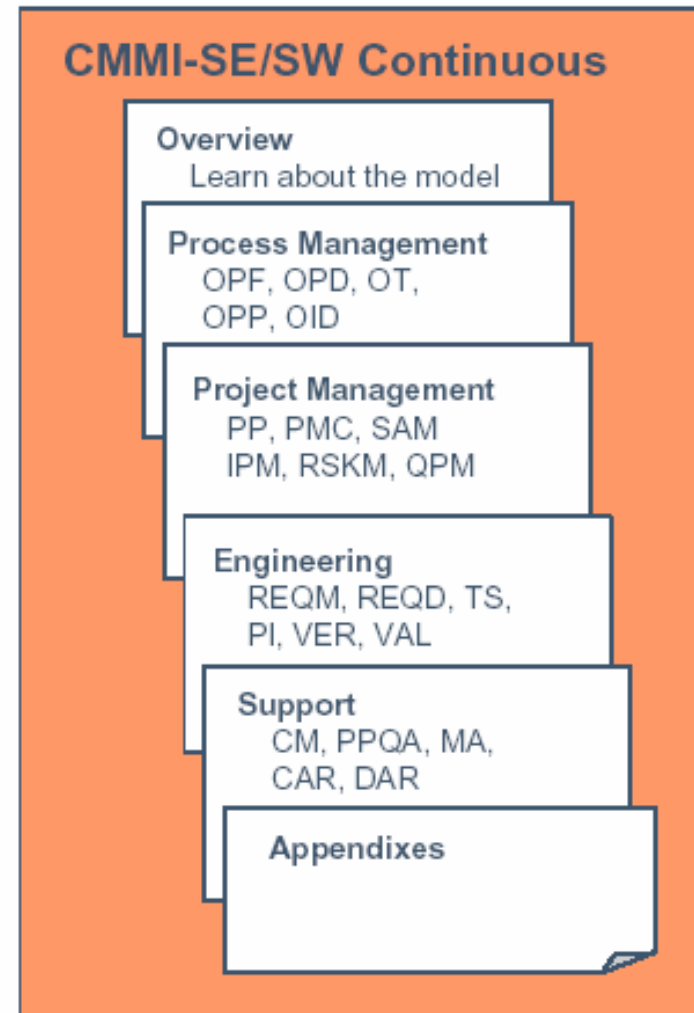 CMMI-SE/SW Continuous
Overview
Learn about the model
Process Management
OPF, OPD, OT,
OPP, OID
Project Management
PP, PMC, SAM
IPM, RSKM, QPM
Engineering
REQM, REQD, TS,
PI, VER, VAL
Support
CM, PPQA, MA,
CAR, DAR
Appendixes